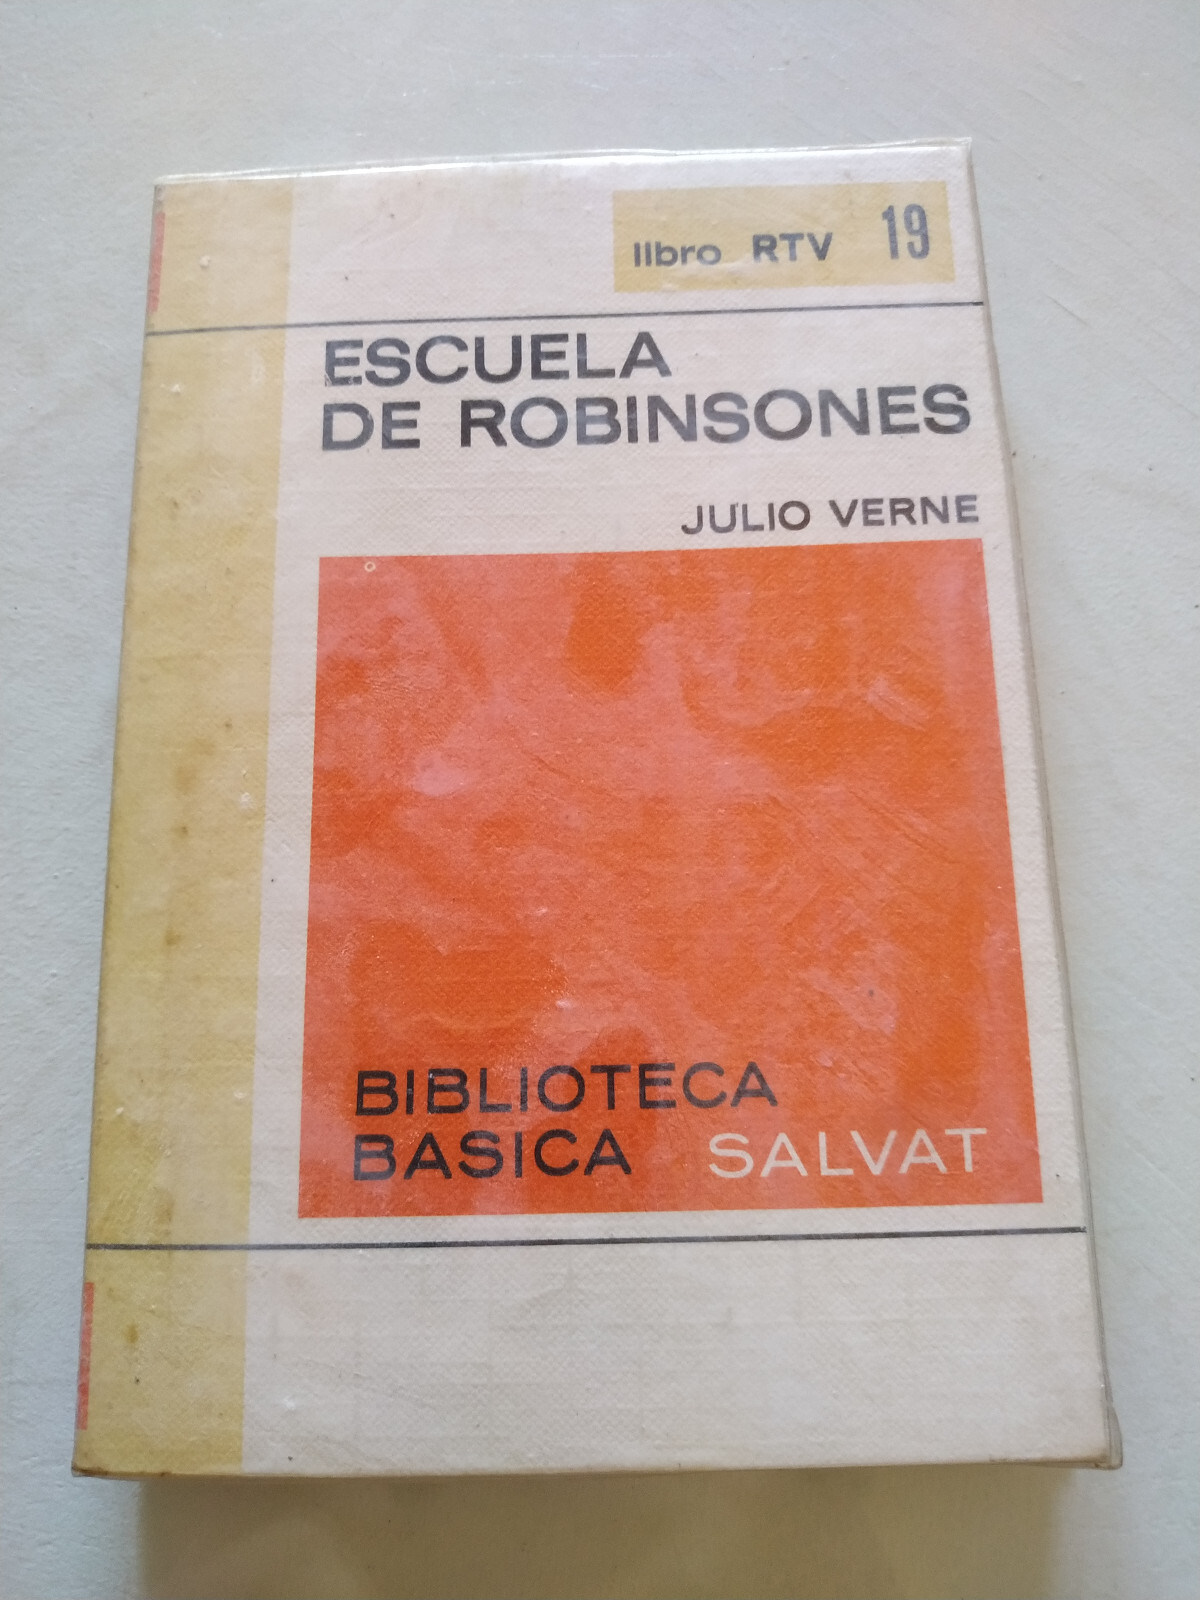 libro RTV 19
ESCUELA
DE ROBINSONES
JULIO VERNE
BIBLIOTECA
BASICA SALVAT